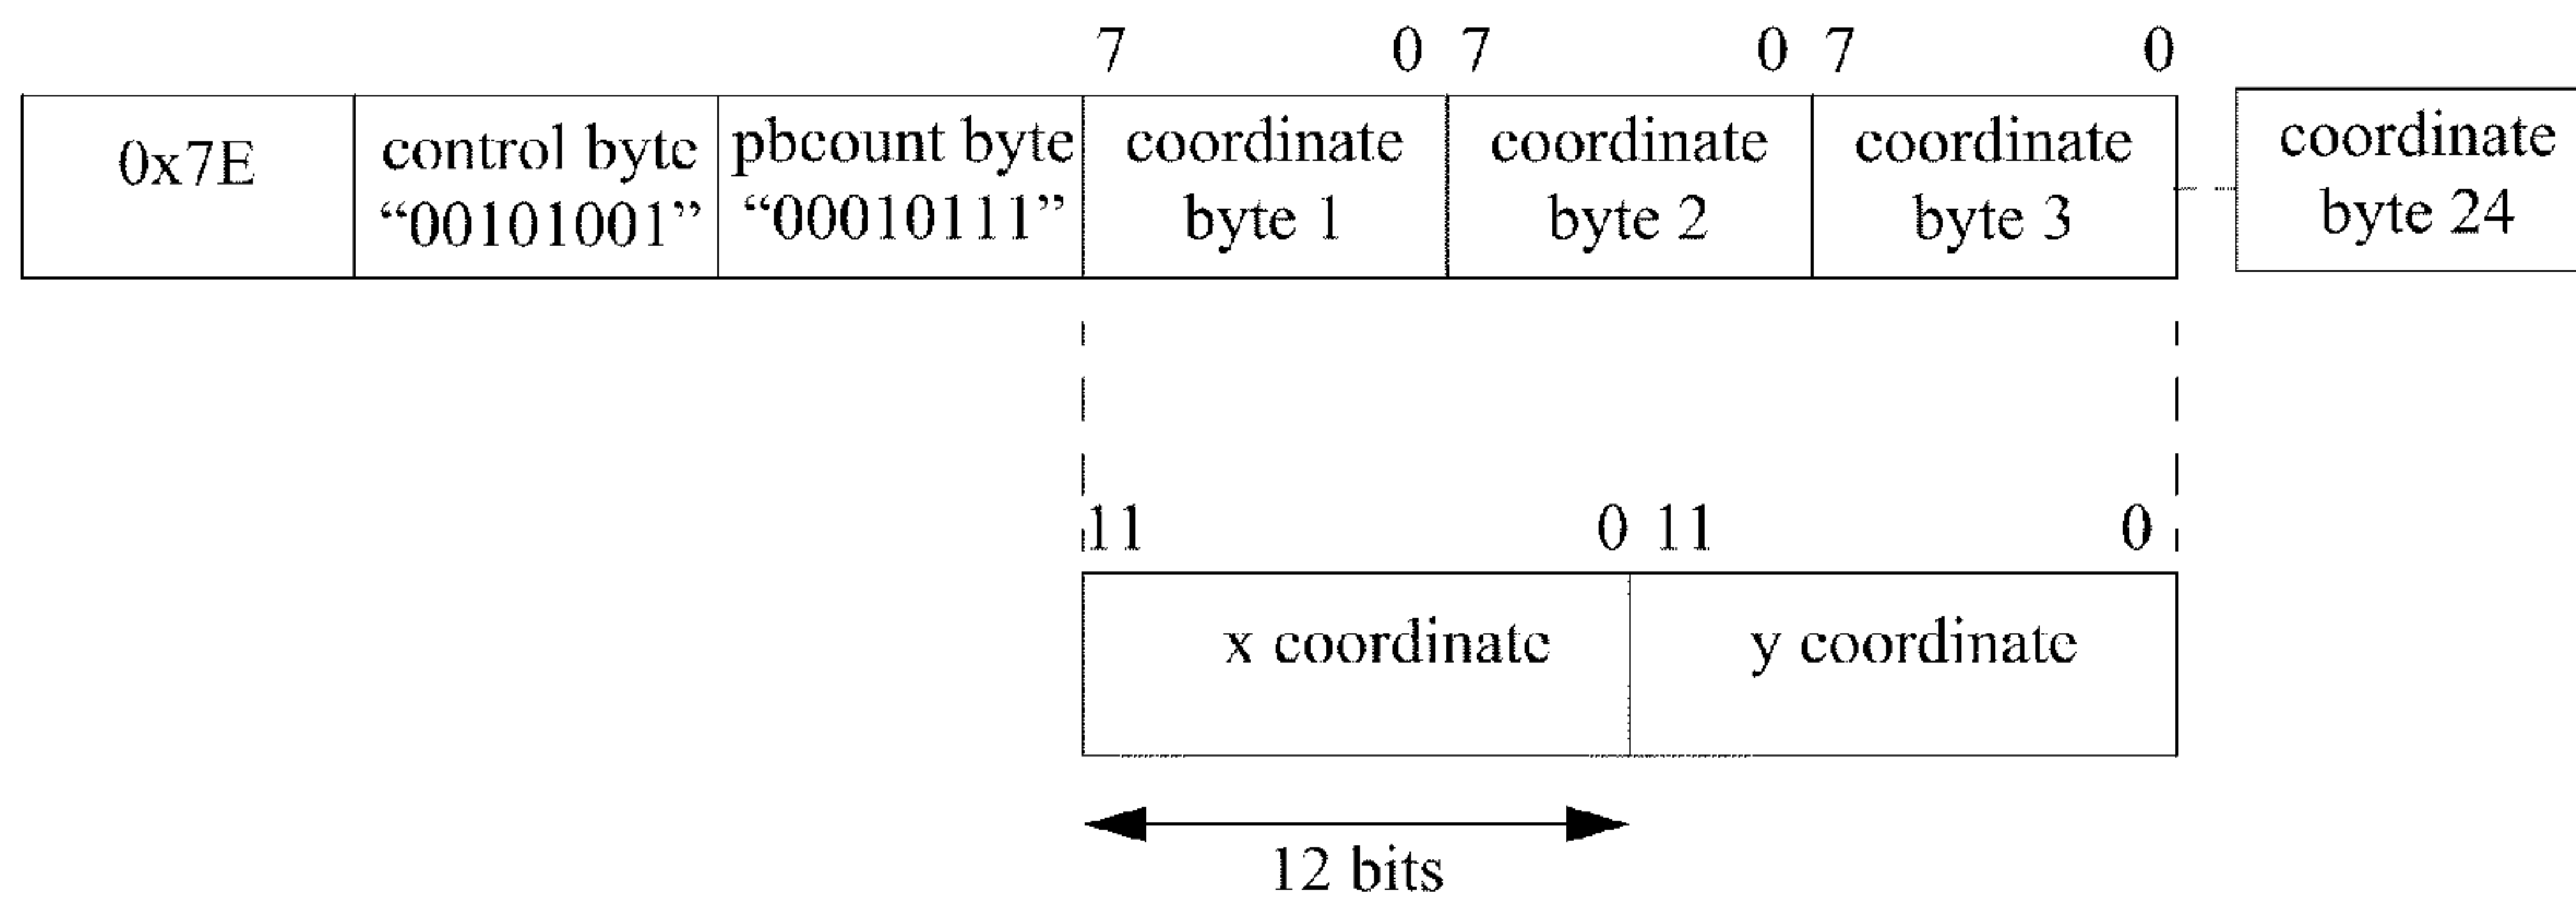 7 0 7 0 7 0
0x7E
control byte
“00101001”
pbcount byte
“00010111”
coordinate
byte 1
coordinate
byte 2
coordinate
byte 3
coordinate
byte 24
11 0 11 0
x coordinate
y coordinate
12 bits